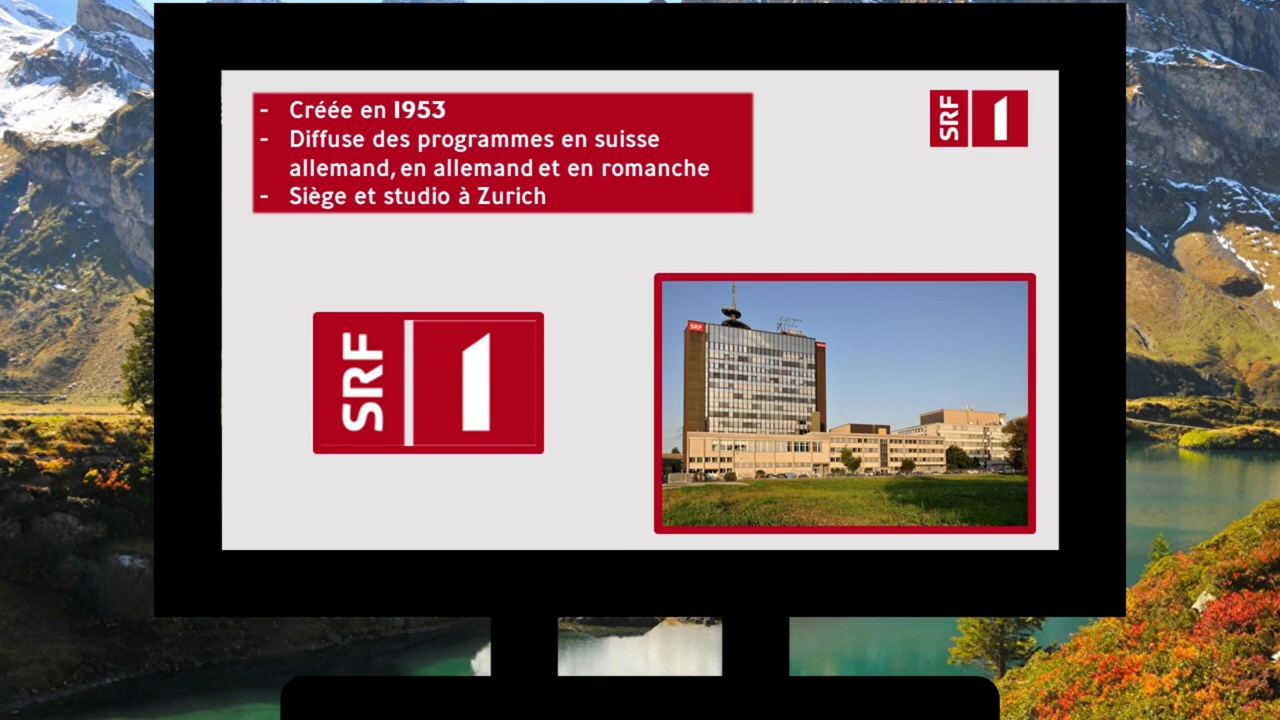 - Créée en 1953
- Diffuse des programmes en suisse
allemand, en allemand et en romanche
- Siège et studio à Zurich
SRF 1
SRF 1
SRF